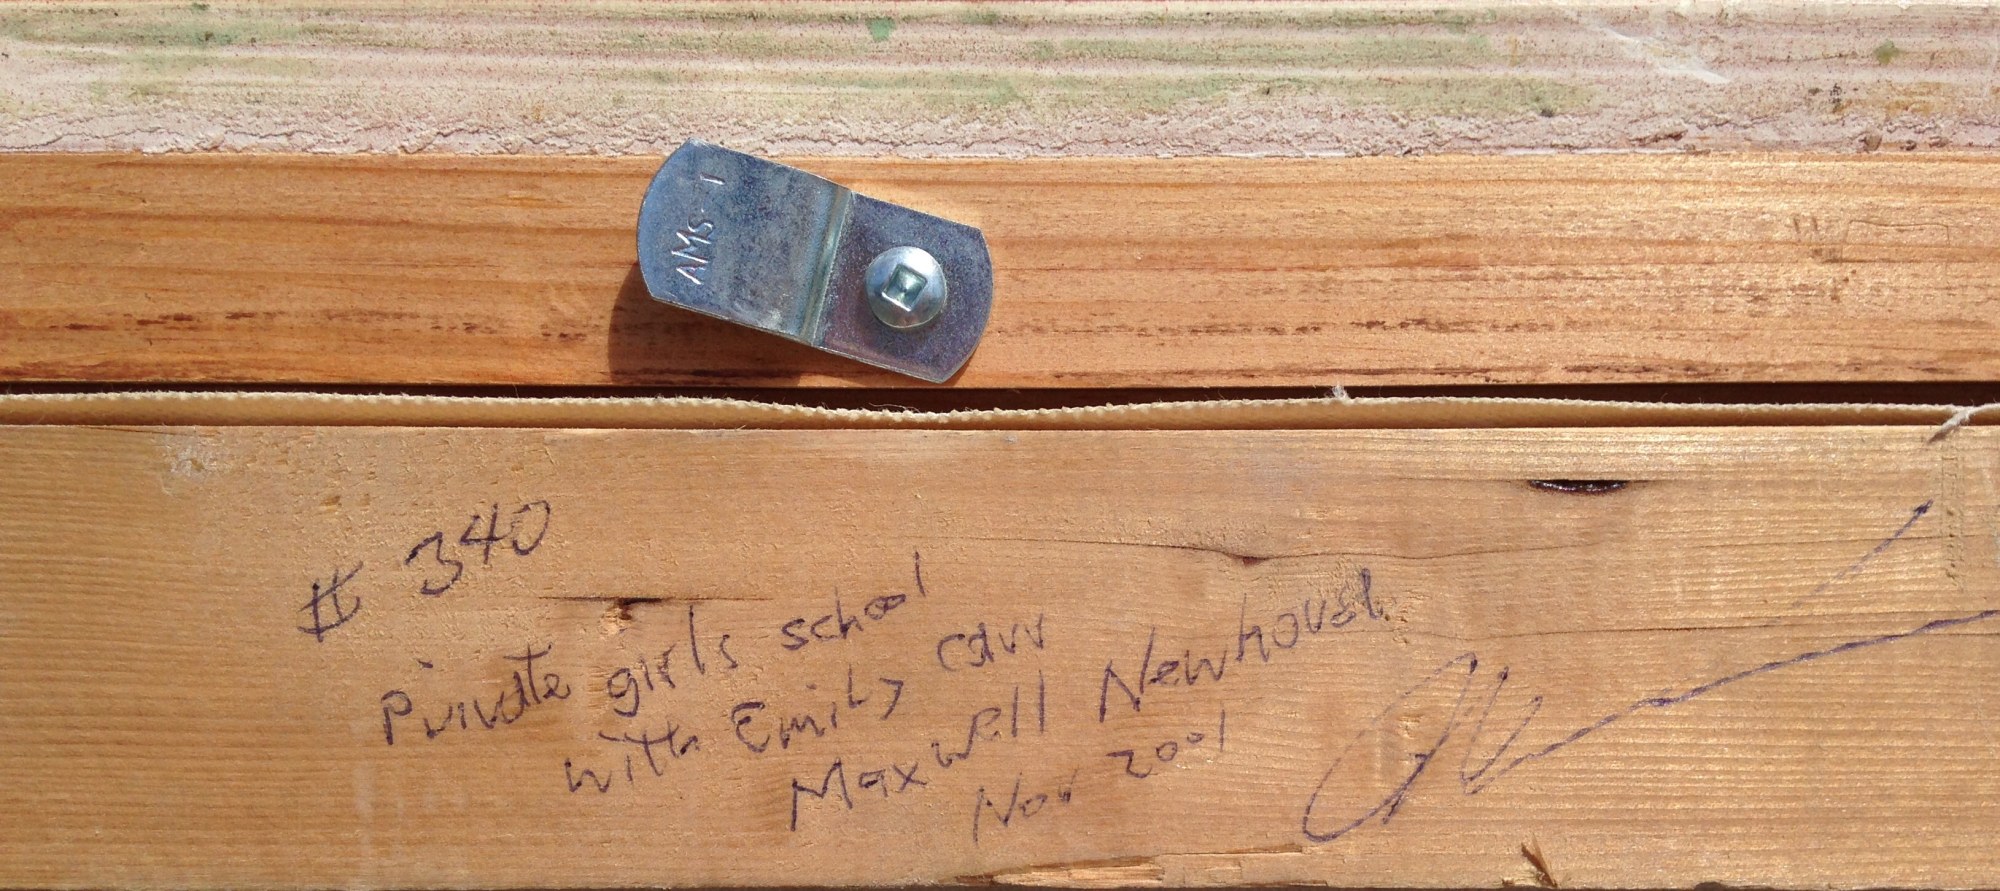 AMS-1
# 340
Private girls school
with Emily Carr
Maxwell Newhouse
Nov 2001